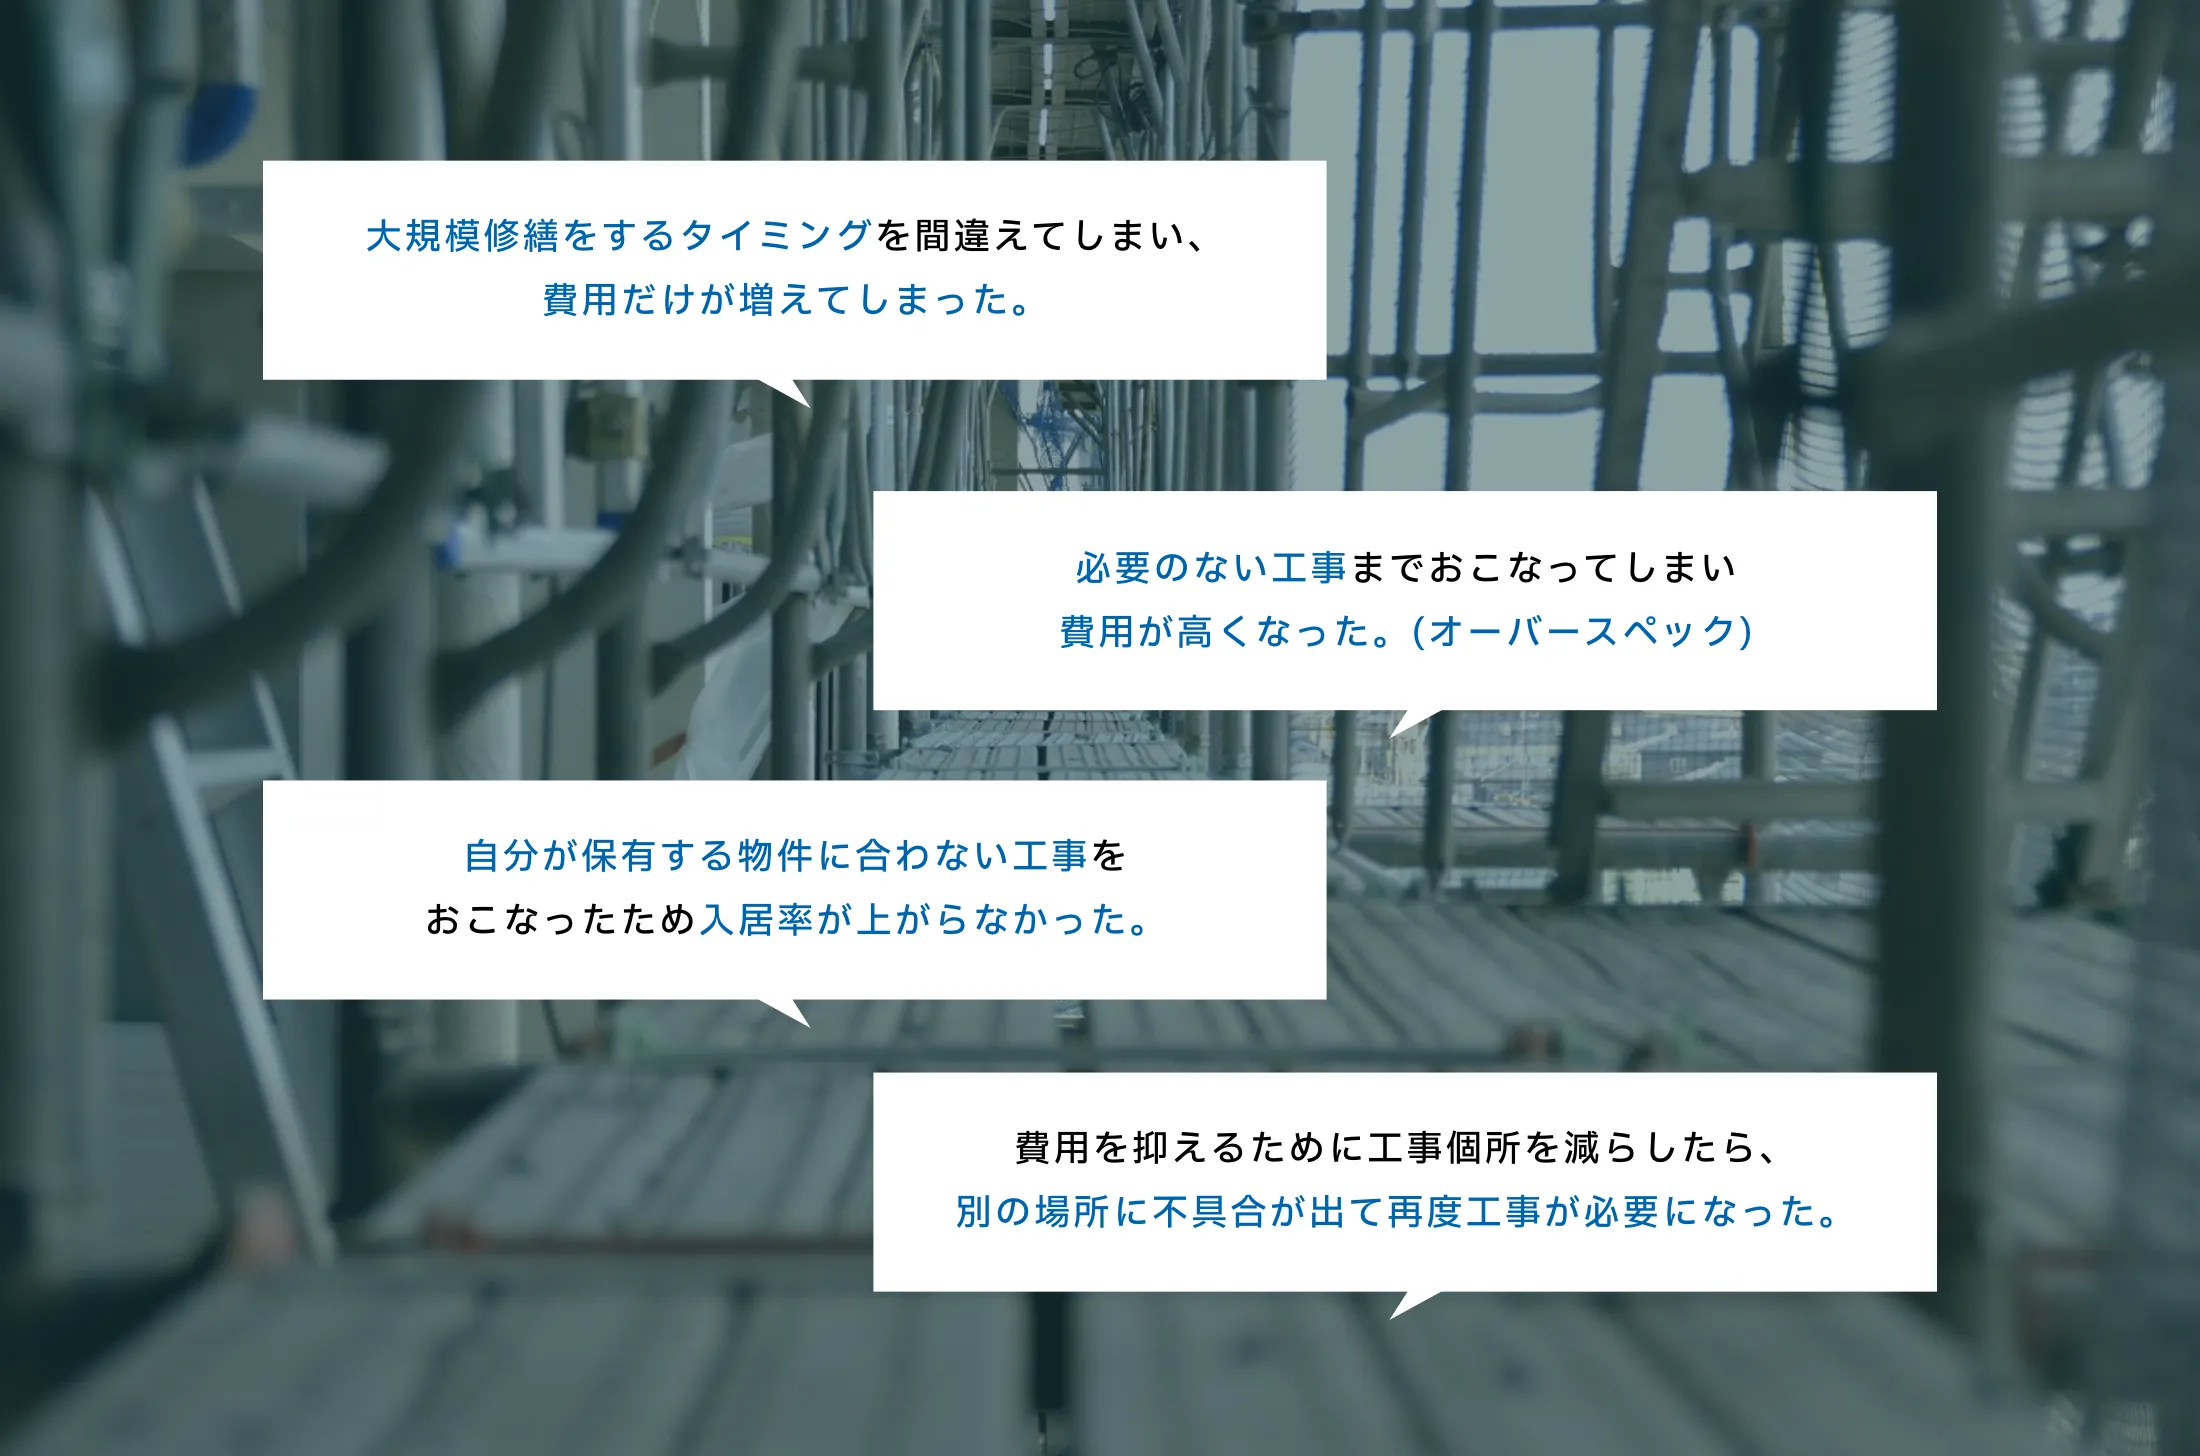 大規模修繕をするタイミングを間違えてしまい、
費用だけが増えてしまった。
必要のない工事までおこなってしまい
費用が高くなった。(オーバースペック)
自分が保有する物件に合わない工事を
おこなったため入居率が上がらなかった。
費用を抑えるために工事個所を減らしたら、
別の場所に不具合が出て再度工事が必要になった。